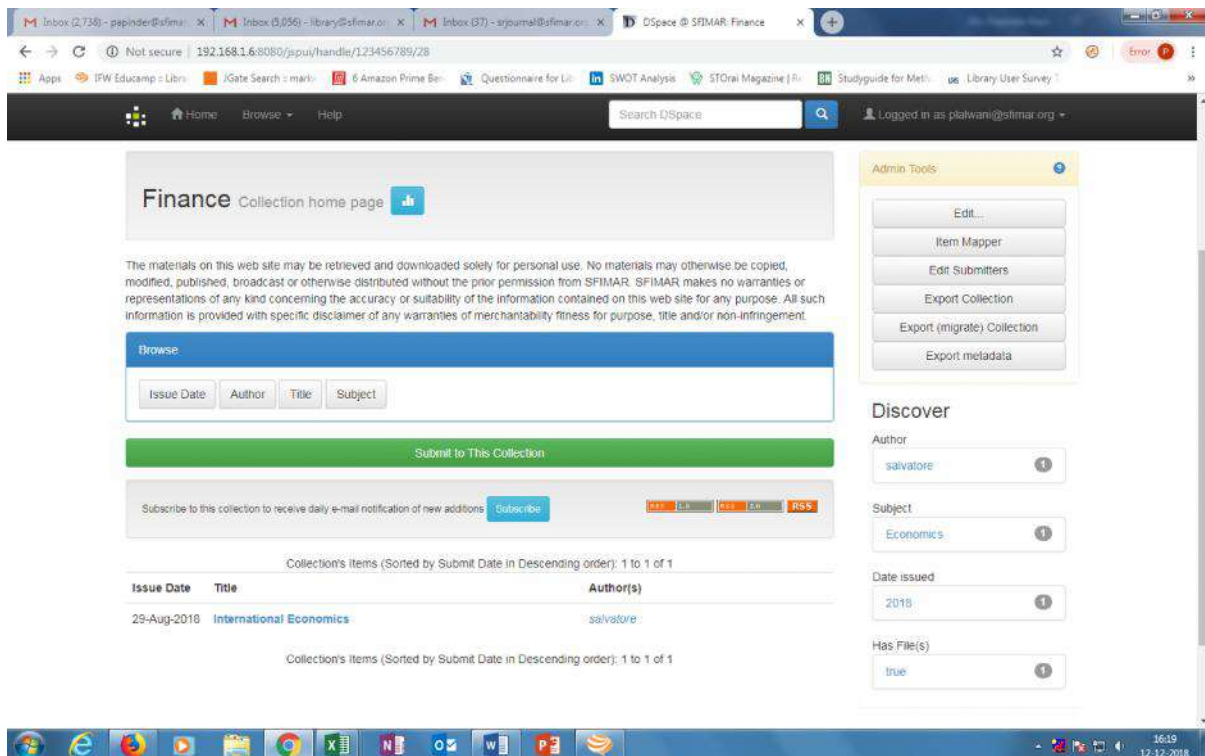 Inbox (2,738) - papinder@sfimar
Inbox (5,056) - library@sfimar.or
Inbox (37) - srjournal@sfimar.or
DSpace @ SFIMAR: Finance
Not secure 192.168.1.6:8080/jspui/handle/123456789/28
Error P
Apps IFW Educamp :: Libra JGate Search :: mark 6 Amazon Prime Ben Questionnaire for Lib SWOT Analysis STOrai Magazine | R Studyguide for Meth Library User Survey
Home Browse Help
Search DSpace
Logged in as plalwani@sfimar.org
Finance Collection home page
The materials on this web site may be retrieved and downloaded solely for personal use. No materials may otherwise be copied,
modified, published, broadcast or otherwise distributed without the prior permission from SFIMAR. SFIMAR makes no warranties or
representations of any kind concerning the accuracy or suitability of the information contained on this web site for any purpose. All such
information is provided with specific disclaimer of any warranties of merchantability fitness for purpose, title and/or non-infringement.
Browse
Issue Date Author Title Subject
Submit to This Collection
Subscribe to this collection to receive daily e-mail notification of new additions Subscribe
RSS 1.0 RSS 2.0 RSS
Collection's Items (Sorted by Submit Date in Descending order): 1 to 1 of 1
Issue Date Title Author(s)
29-Aug-2018 International Economics salvatore
Collection's Items (Sorted by Submit Date in Descending order): 1 to 1 of 1
Admin Tools
Edit...
Item Mapper
Edit Submitters
Export Collection
Export (migrate) Collection
Export metadata
Discover
Author
salvatore 1
Subject
Economics 1
Date issued
2018 1
Has File(s)
true 1
16:19
12-12-2018